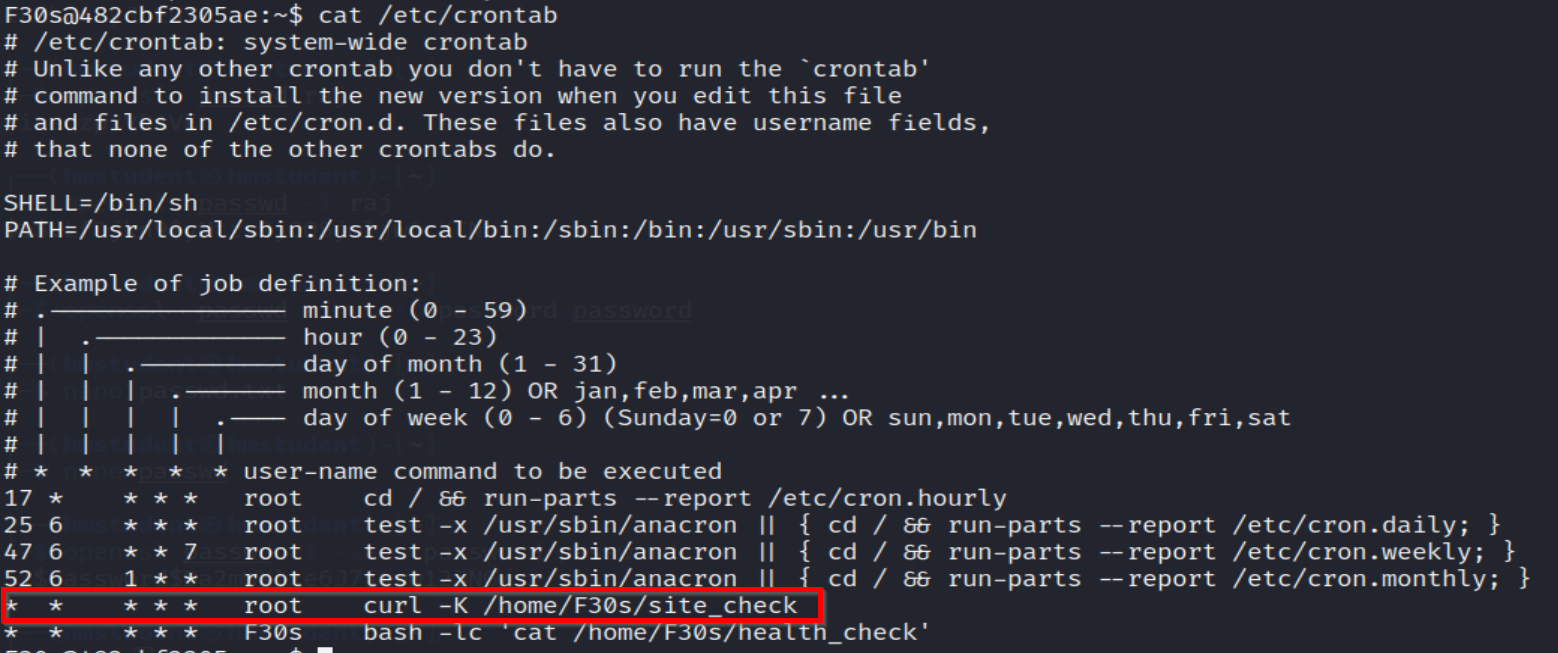 F30s@482cbf2305ae:~$ cat /etc/crontab
# /etc/crontab: system-wide crontab
# Unlike any other crontab you don't have to run the `crontab'
# command to install the new version when you edit this file
# and files in /etc/cron.d. These files also have username fields,
# that none of the other crontabs do.
SHELL=/bin/sh
PATH=/usr/local/sbin:/usr/local/bin:/sbin:/bin:/usr/sbin:/usr/bin
# Example of job definition:
# .---------------- minute (0 - 59)
# |  .------------- hour (0 - 23)
# |  |  .---------- day of month (1 - 31)
# |  |  |  .------- month (1 - 12) OR jan,feb,mar,apr ...
# |  |  |  |  .---- day of week (0 - 6) (Sunday=0 or 7) OR sun,mon,tue,wed,thu,fri,sat
# |  |  |  |  |
# *  *  *  *  * user-name command to be executed
17 *    * * *   root    cd / && run-parts --report /etc/cron.hourly
25 6    * * *   root    test -x /usr/sbin/anacron || { cd / && run-parts --report /etc/cron.daily; }
47 6    * * 7   root    test -x /usr/sbin/anacron || { cd / && run-parts --report /etc/cron.weekly; }
52 6    1 * *   root    test -x /usr/sbin/anacron || { cd / && run-parts --report /etc/cron.monthly; }
*  *    * * *   root    curl -K /home/F30s/site_check
*  *    * * *   F30s    bash -lc 'cat /home/F30s/health_check'